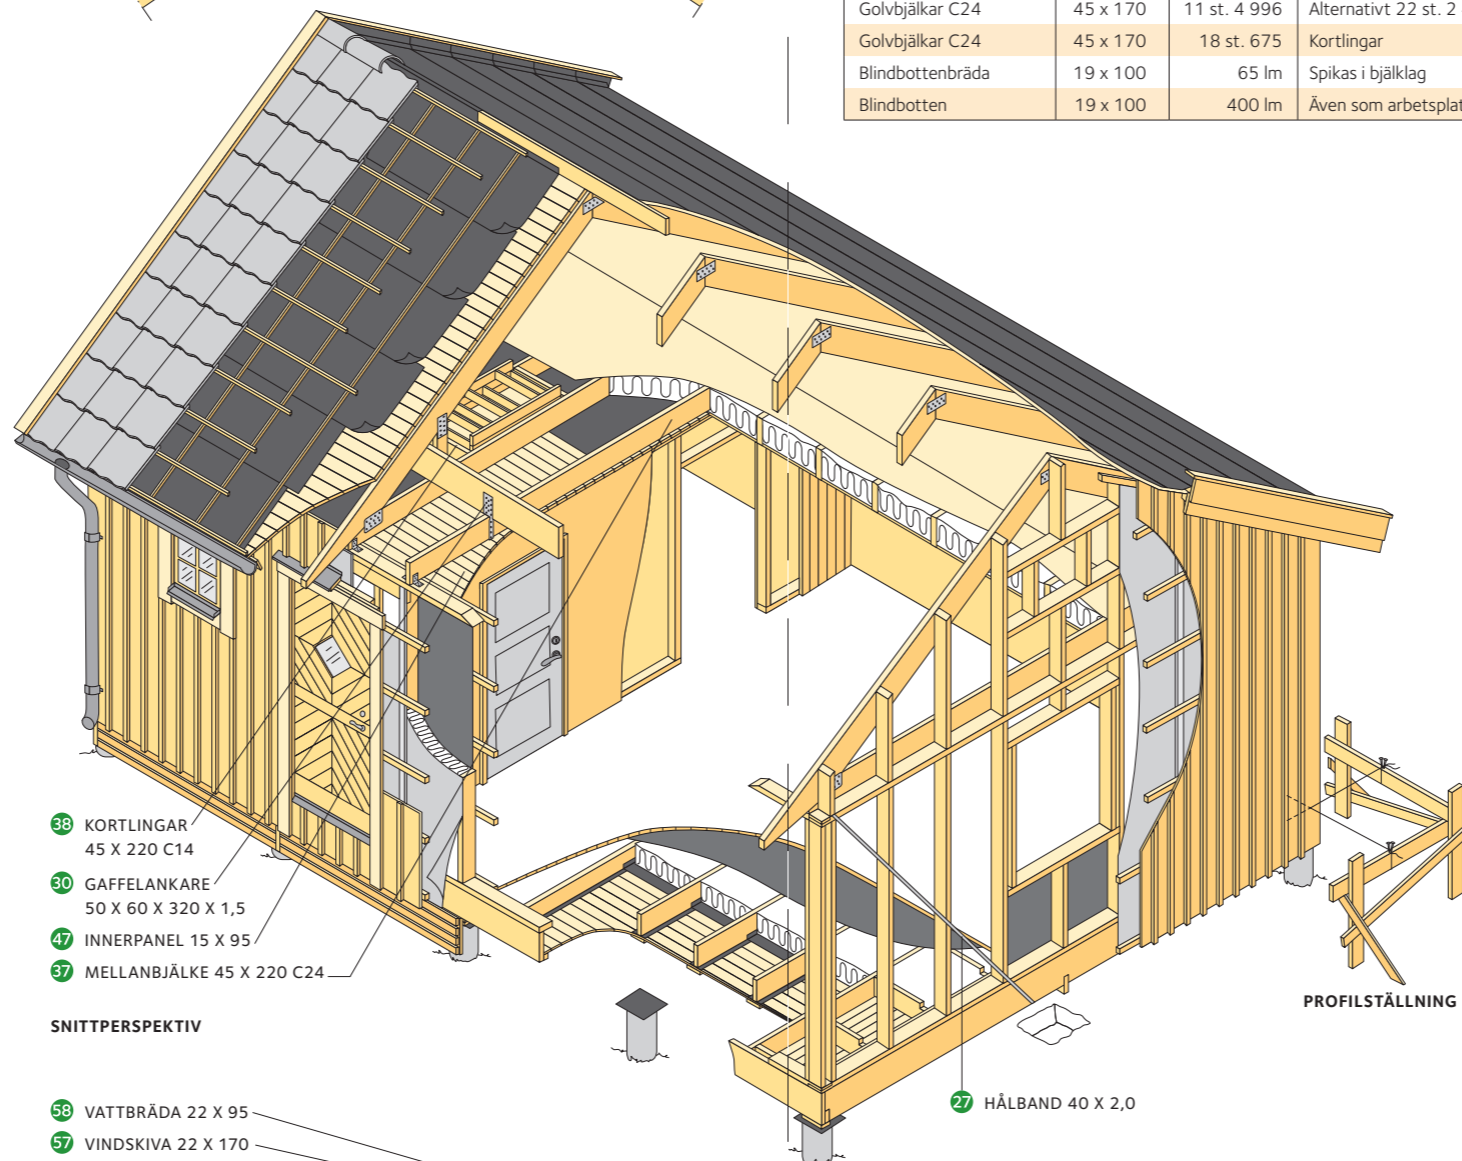 Golvbjälkar C24 45 x 170 11 st. 4 996 Alternativt 22 st. 2
Golvbjälkar C24 45 x 170 18 st. 675 Kortlingar
Blindbottenbräda 19 x 100 65 lm Spikas i bjälklag
Blindbotten 19 x 100 400 lm Även som arbetsplat
38 KORTLINGAR
45 X 220 C14
30 GAFFELANKARE
50 X 60 X 320 X 1,5
47 INNERPANEL 15 X 95
37 MELLANBJÄLKE 45 X 220 C24
SNITTPERSPEKTIV
PROFILSTÄLLNING
58 VATTBRÄDA 22 X 95
57 VINDSKIVA 22 X 170
27 HÅLBAND 40 X 2,0